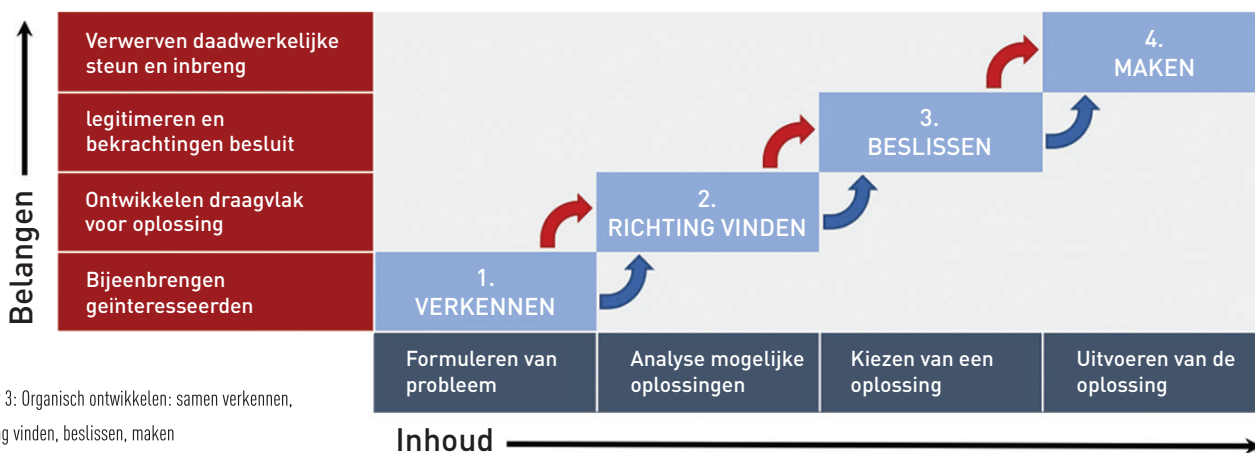 Belangen
Verwerven daadwerkelijke
steun en inbreng
legitimeren en
bekrachtingen besluit
Ontwikkelen draagvlak
voor oplossing
Bijeenbrengen
geïnteresseerden
4.
MAKEN
3.
BESLISSEN
2.
RICHTING VINDEN
1.
VERKENNEN
Formuleren van
probleem
Analyse mogelijke
oplossingen
Kiezen van een
oplossing
Uitvoeren van de
oplossing
3: Organisch ontwikkelen: samen verkennen,
vinden, beslissen, maken
Inhoud